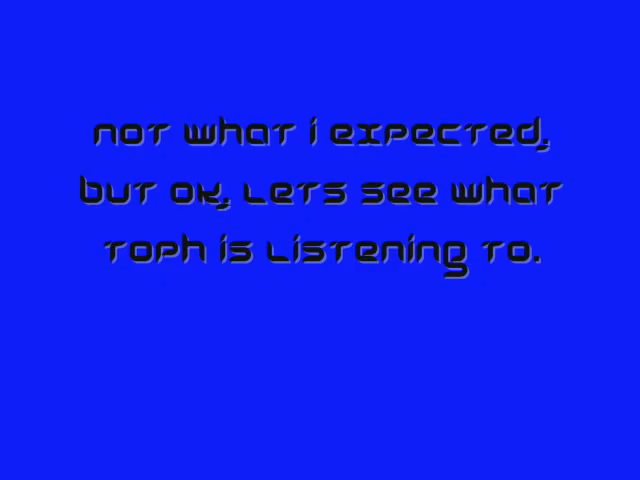 not what i expected,
but ok, lets see what
toph is listening to.